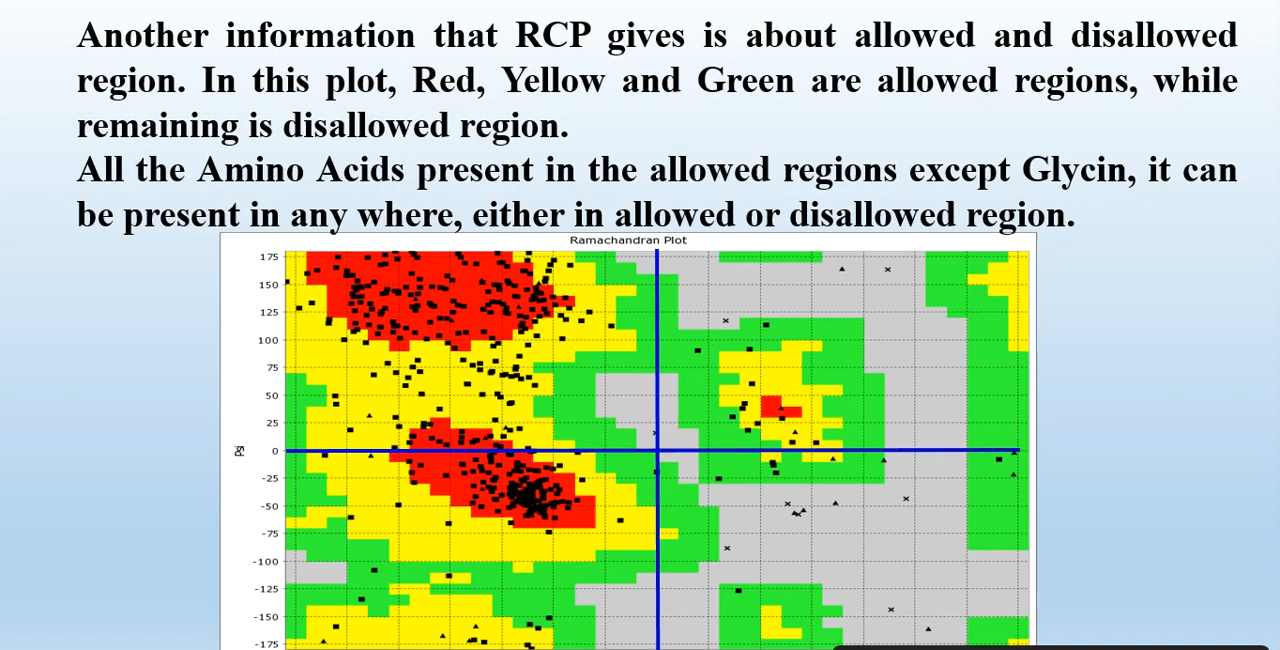 Another information that RCP gives is about allowed and disallowed
region. In this plot, Red, Yellow and Green are allowed regions, while
remaining is disallowed region.
All the Amino Acids present in the allowed regions except Glycin, it can
be present in any where, either in allowed or disallowed region.
Ramachandran Plot
175
150
125
100
75
50
25
0
-25
-50
-75
-100
-125
-150
-175
Psi